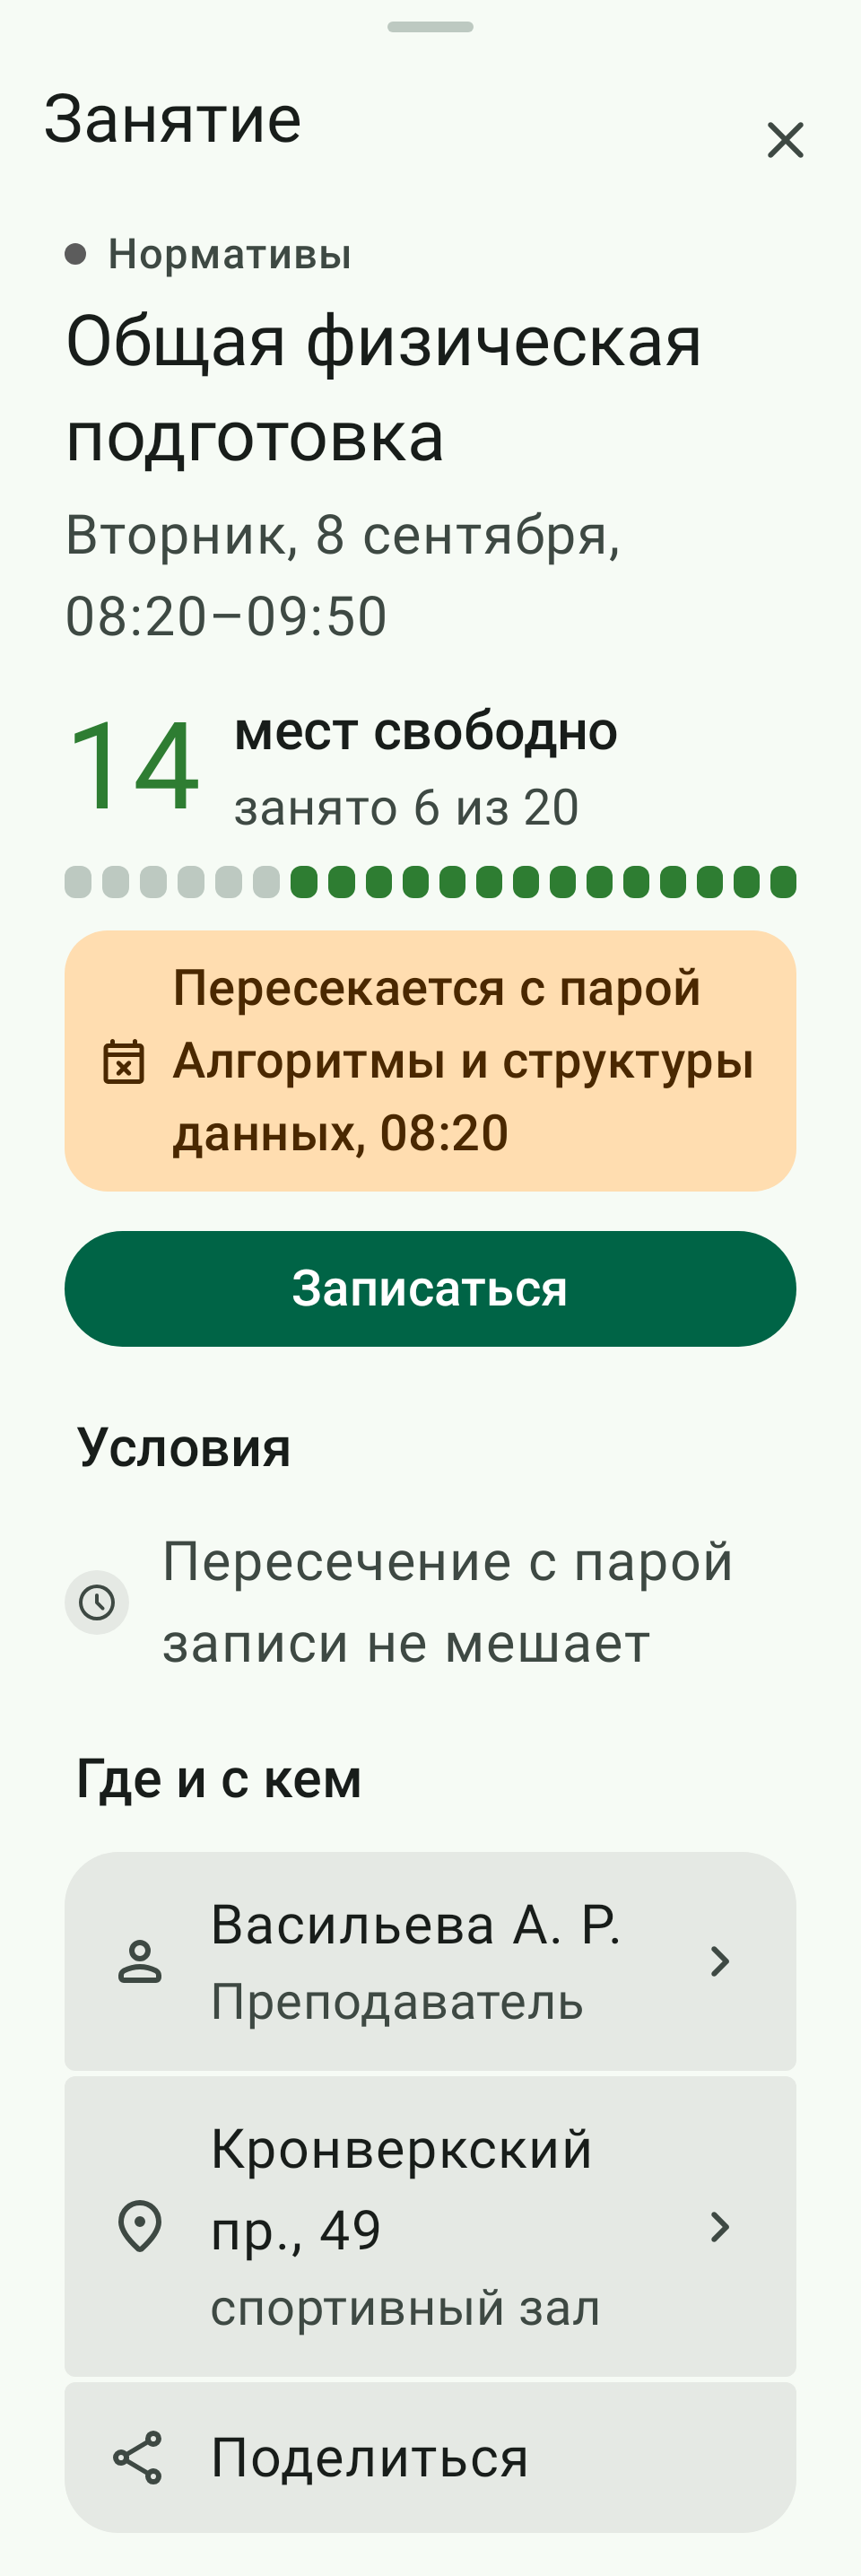 Занятие
Нормативы
Общая физическая
подготовка
Вторник, 8 сентября,
08:20–09:50
14
мест свободно
занято 6 из 20
Пересекается с парой
Алгоритмы и структуры
данных, 08:20
Записаться
Условия
Пересечение с парой
записи не мешает
Где и с кем
Васильева А. Р.
Преподаватель
Кронверкский
пр., 49
спортивный зал
Поделиться